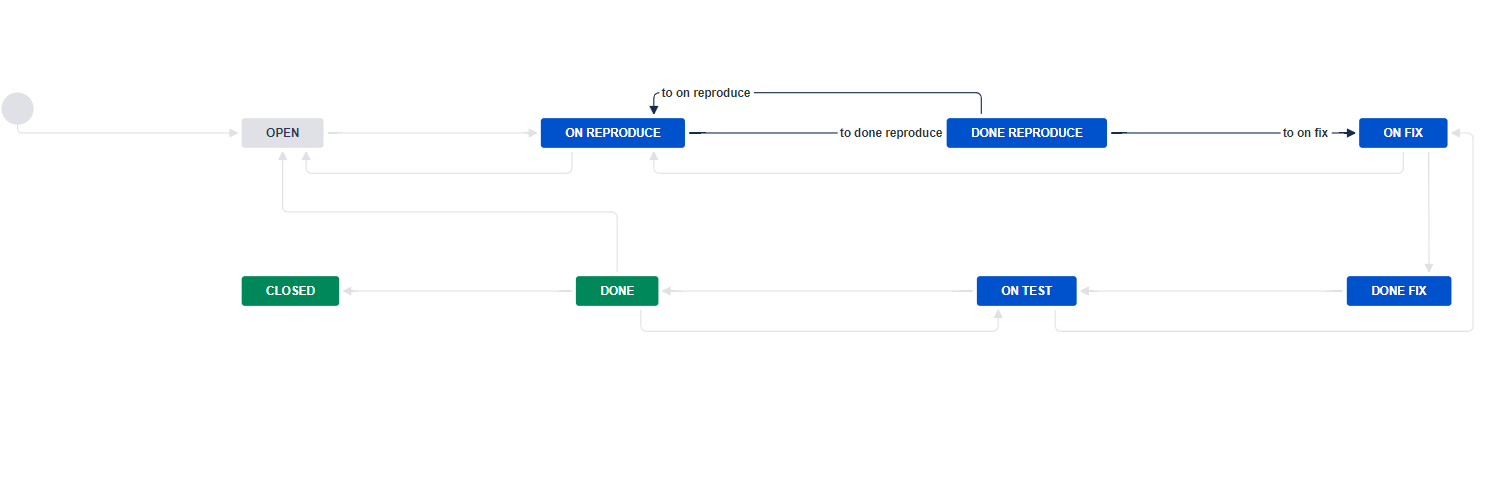 to on reproduce
OPEN
ON REPRODUCE
to done reproduce
DONE REPRODUCE
to on fix
ON FIX
CLOSED
DONE
ON TEST
DONE FIX